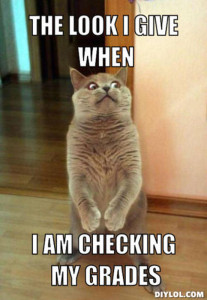 THE LOOK I GIVE
WHEN
I AM CHECKING
MY GRADES
DIYLOL.COM